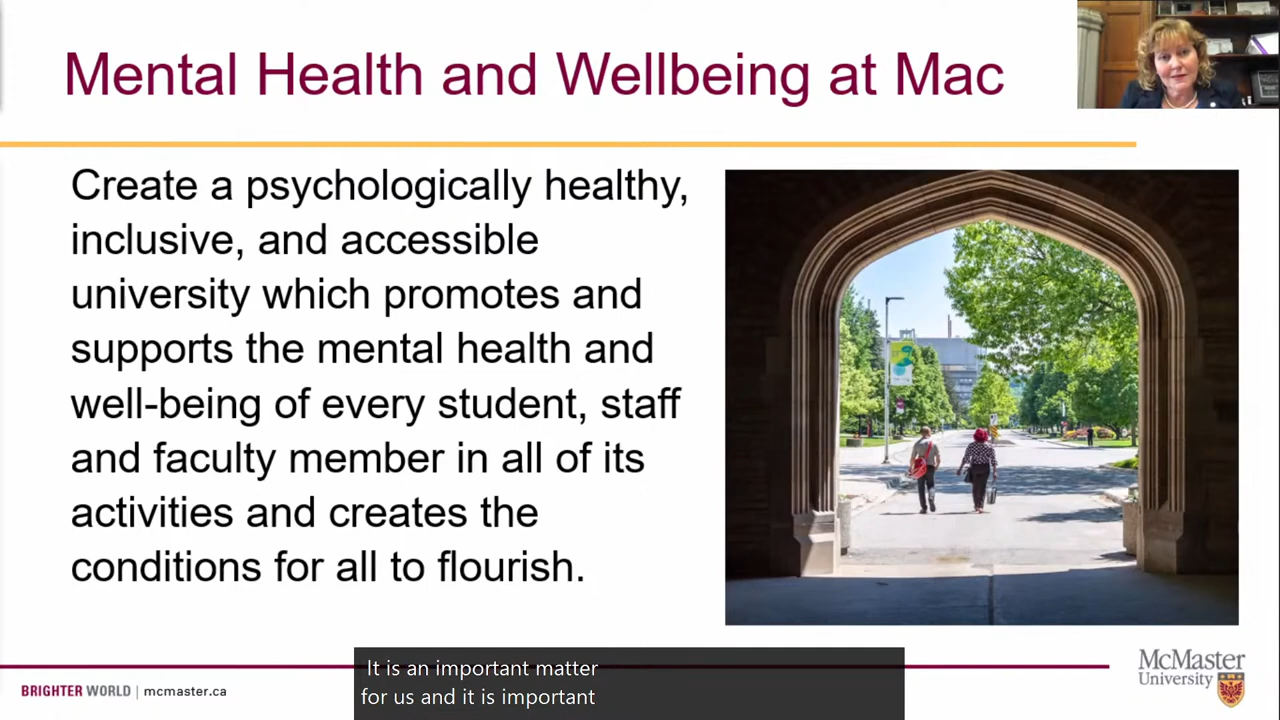 Mental Health and Wellbeing at Mac
Create a psychologically healthy,
inclusive, and accessible
university which promotes and
supports the mental health and
well-being of every student, staff
and faculty member in all of its
activities and creates the
conditions for all to flourish.
It is an important matter
for us and it is important
BRIGHTER WORLD | mcmaster.ca
McMaster
University